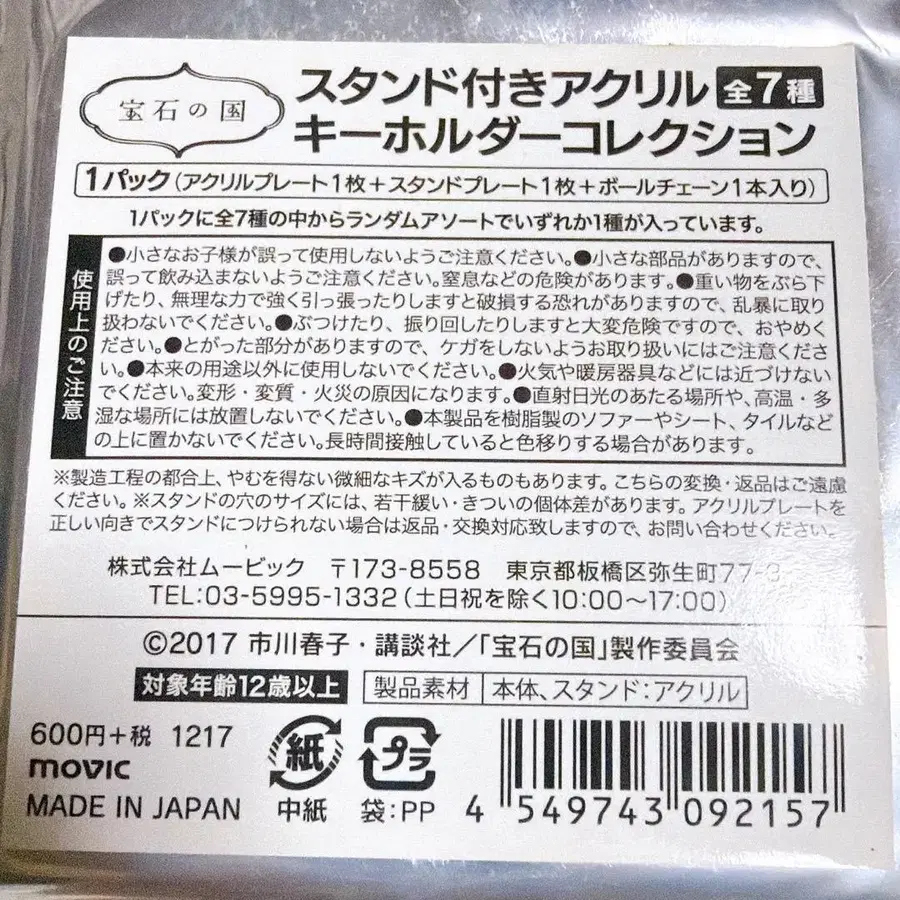 宝石の国
スタンド付きアクリル 全7種
キーホルダーコレクション
1パック(アクリルプレート1枚+スタンドプレート1枚+ボールチェーン1本入り)
1パックに全7種の中からランダムアソートでいずれか1種が入っています。
使用上のご注意
●小さなお子様が誤って使用しないようご注意ください。●小さな部品がありますので、
誤って飲み込まないようご注意ください。窒息などの危険があります。●重い物をぶら下
げたり、無理な力で強く引っ張ったりしますと破損する恐れがありますので、乱暴に取り
扱わないでください。●ぶつけたり、振り回したりしますと大変危険ですので、おやめく
ださい。●とがった部分がありますので、ケガをしないようお取り扱いにはご注意くださ
い。●本来の用途以外に使用しないでください。●火気や暖房器具などには近づけない
でください。変形・変質・火災の原因になります。●直射日光のあたる場所や、高温・多
湿な場所には放置しないでください。●本製品を樹脂製のソファーやシート、タイルなど
の上に置かないでください。長時間接触していると色移りする場合があります。
※製造工程の都合上、やむを得ない微細なキズが入るものもあります。こちらの変換・返品はご遠慮
ください。※スタンドの穴のサイズには、若干緩い・きついの個体差があります。アクリルプレートを
正しい向きでスタンドにつけられない場合は返品・交換対応致しますので、お問い合わせください。
株式会社ムービック 〒173-8558 東京都板橋区弥生町77-3
TEL:03-5995-1332(土日祝を除く10:00〜17:00)
©2017 市川春子・講談社/「宝石の国」製作委員会
対象年齢12歳以上 製品素材 本体、スタンド:アクリル
600円+税 1217
movic
MADE IN JAPAN
紙
中紙
プラ
袋:PP
4 549743 092157